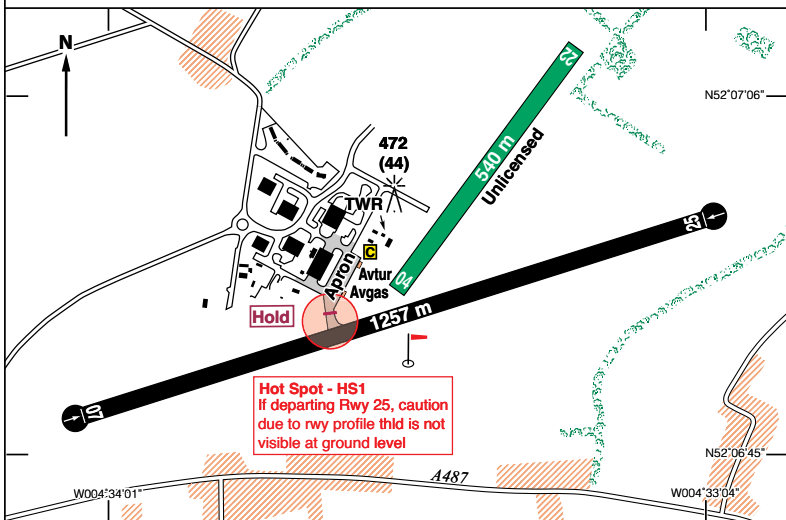 N
N52°07'06"
22
472
(44)
540 m
Unlicensed
TWR
25
C
Apron
Avtur
Avgas
04
Hold
1257 m
Hot Spot - HS1
If departing Rwy 25, caution
due to rwy profile thld is not
visible at ground level
07
N52°06'45"
A487
W004°34'01"
W004°33'04"